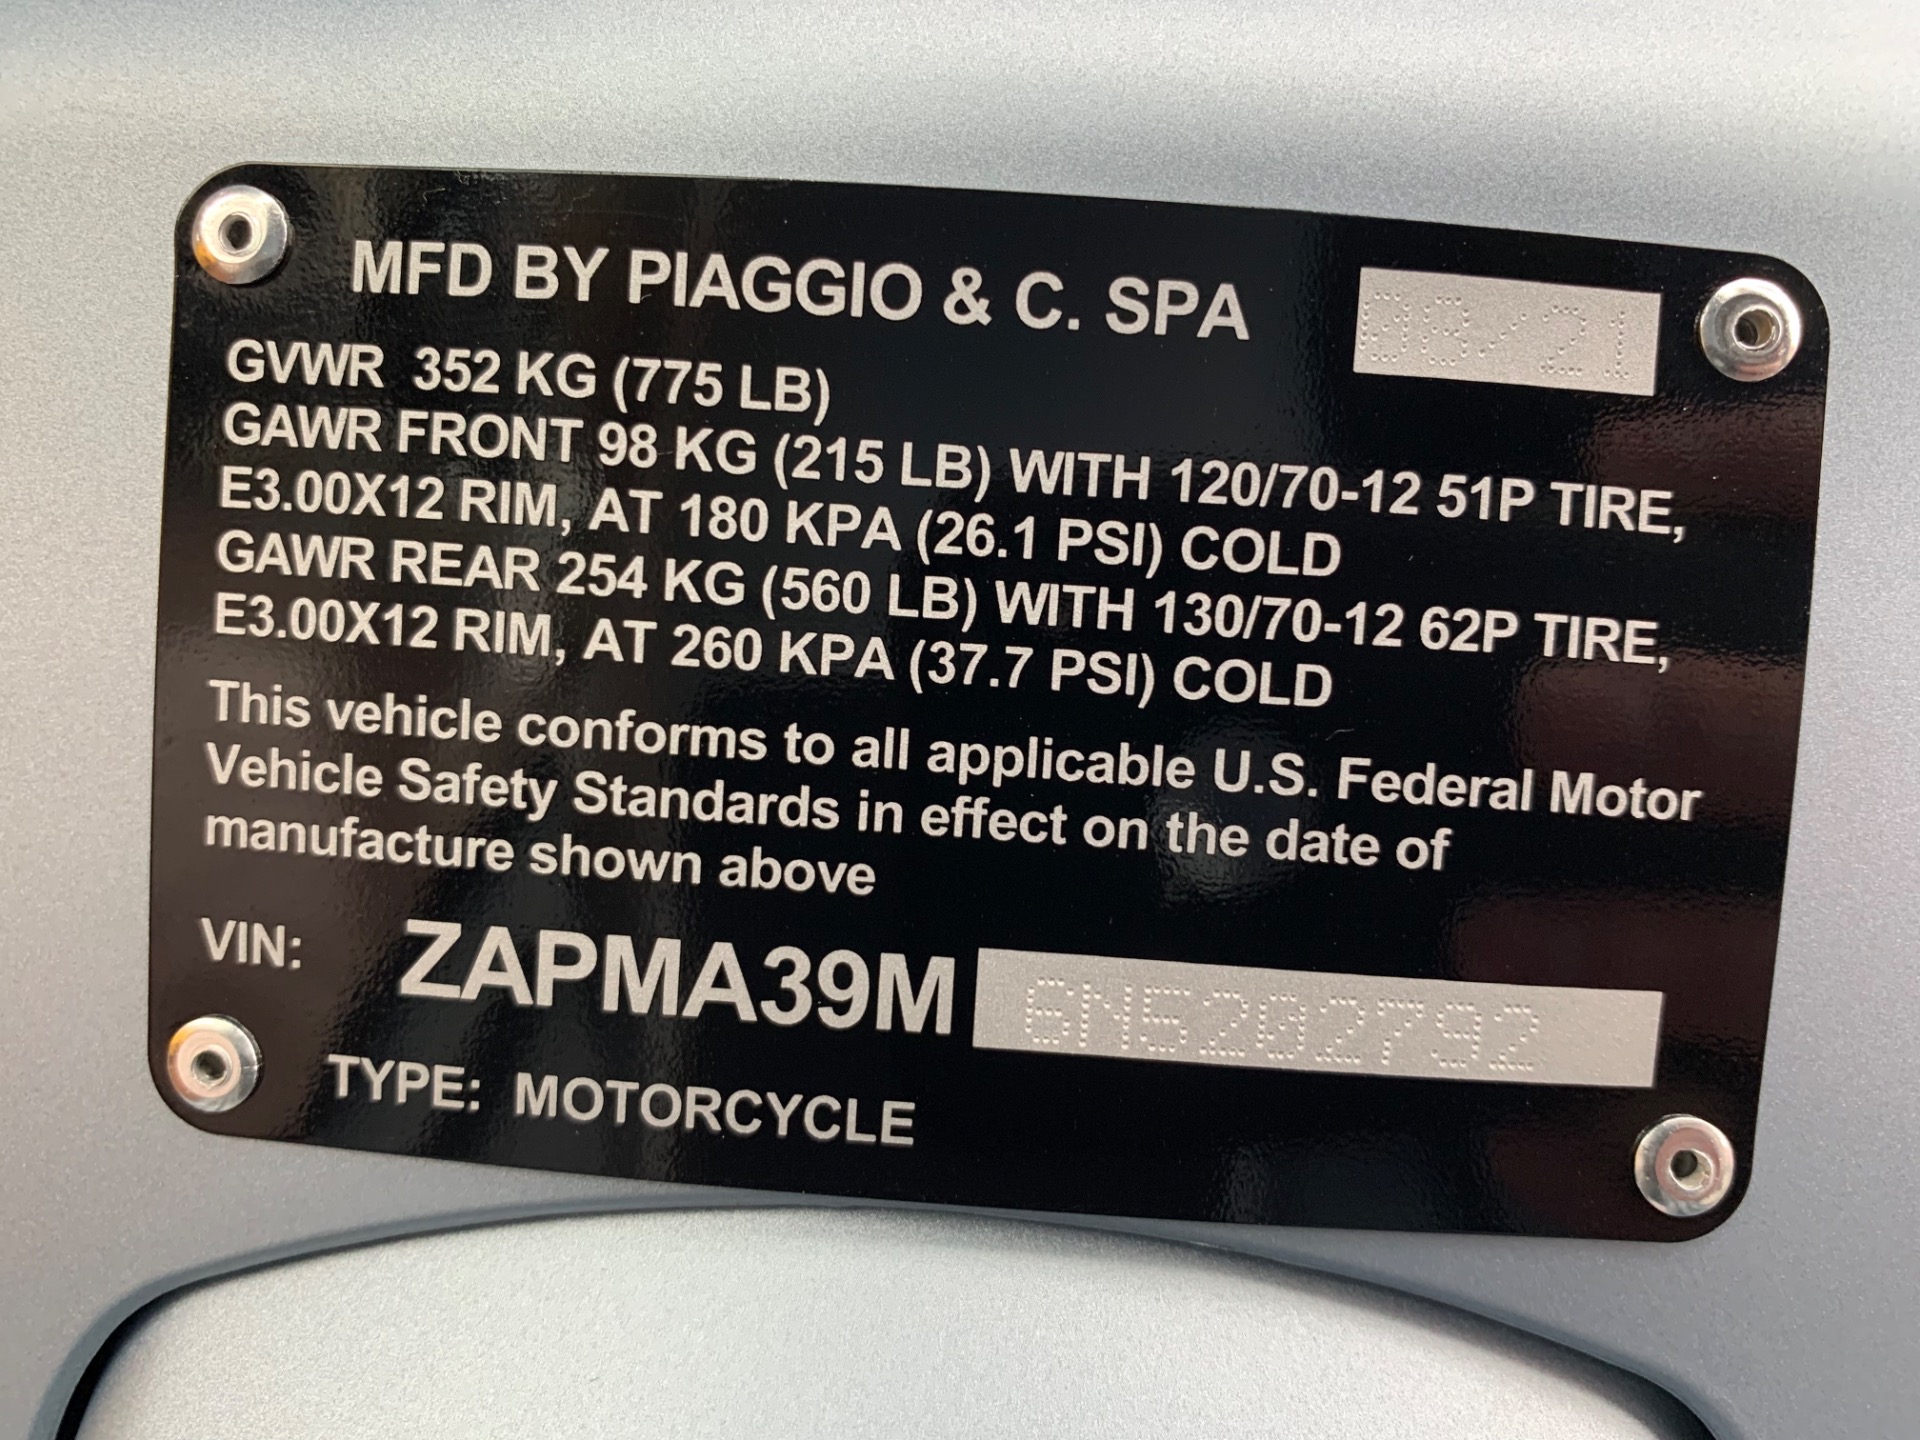 MFD BY PIAGGIO & C. SPA 08/21
GVWR 352 KG (775 LB)
GAWR FRONT 98 KG (215 LB) WITH 120/70-12 51P TIRE,
E3.00X12 RIM, AT 180 KPA (26.1 PSI) COLD
GAWR REAR 254 KG (560 LB) WITH 130/70-12 62P TIRE,
E3.00X12 RIM, AT 260 KPA (37.7 PSI) COLD
This vehicle conforms to all applicable U.S. Federal Motor
Vehicle Safety Standards in effect on the date of
manufacture shown above
VIN: ZAPMA39M 6N5202792
TYPE: MOTORCYCLE